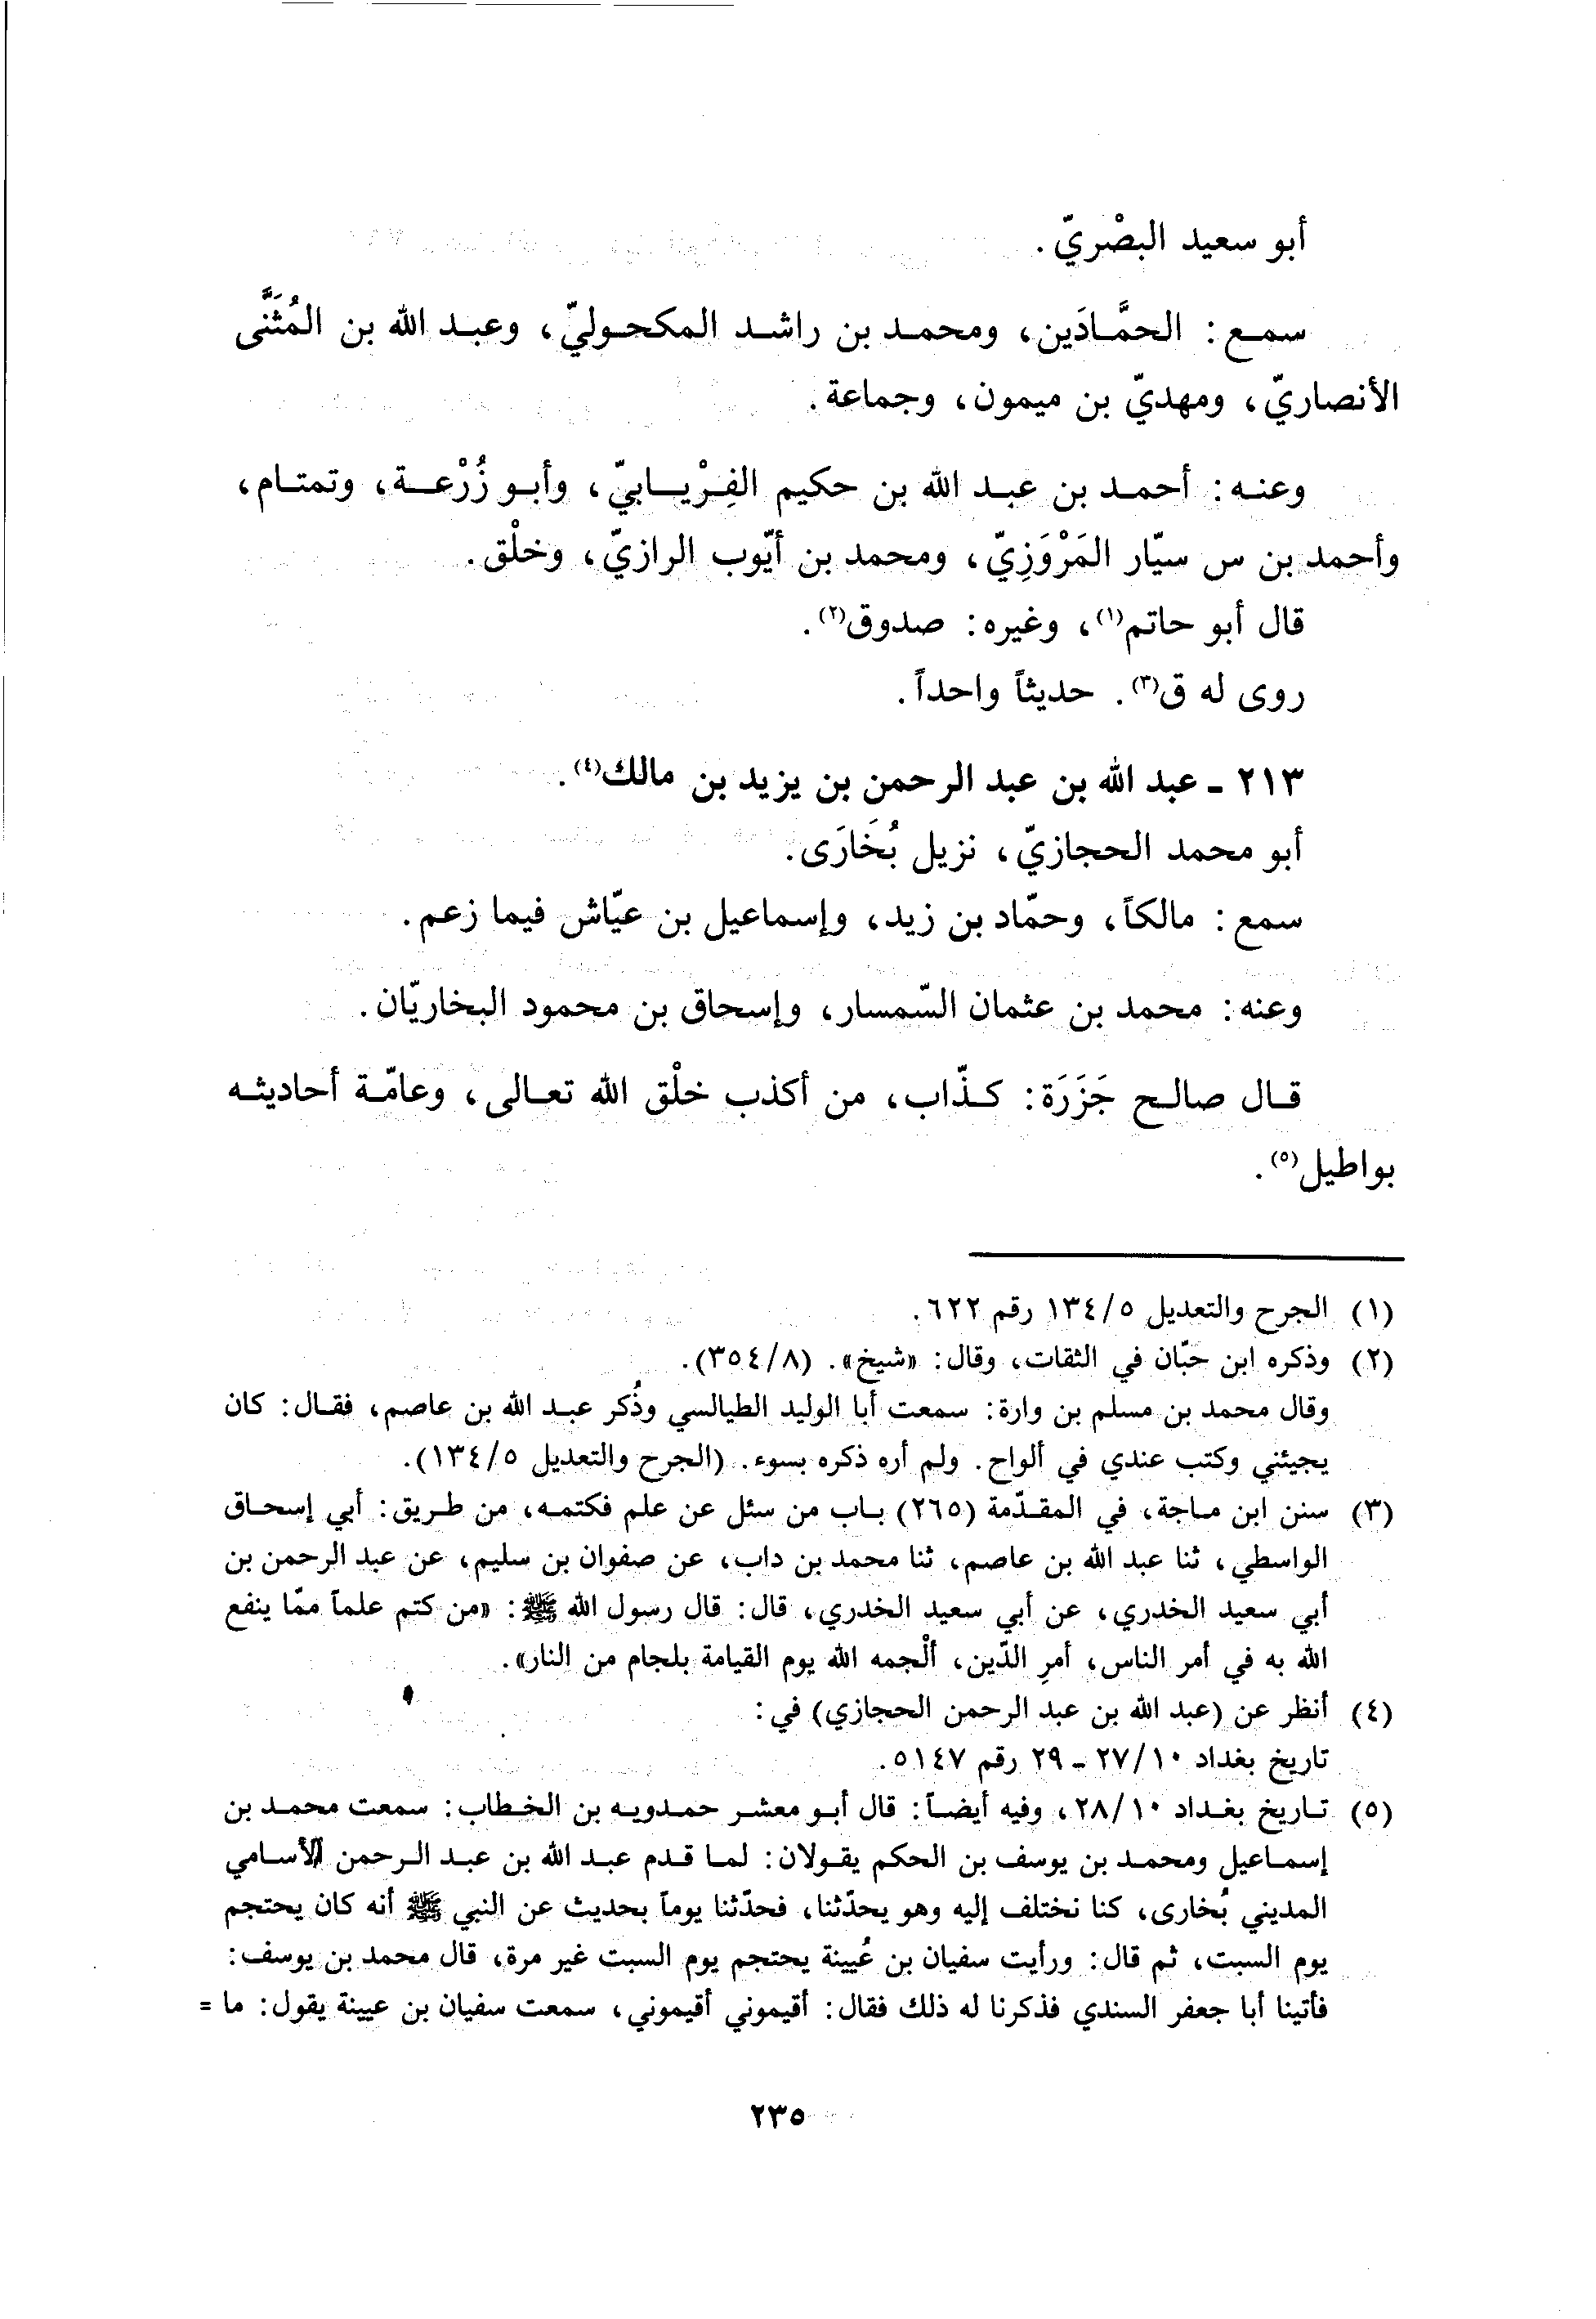 أبو سعيد البصْريّ.
سمع: الحمَّادَين، ومحمد بن راشد المكحوليّ، وعبد الله بن المُثَنَّى
الأنصاريّ، ومهديّ بن ميمون، وجماعة.
وعنه: أحمد بن عبد الله بن حكيم الفِرْيابيّ، وأبو زُرْعة، وتمتام،
وأحمد بن س سيّار المَرْوَزِيّ، ومحمد بن أيّوب الرازيّ، وخلْق.
قال أبو حاتم(١)، وغيره: صدوق(٢).
روى له ق(٣). حديثاً واحداً.
٢١٣ - عبد الله بن عبد الرحمن بن يزيد بن مالك(٤).
أبو محمد الحجازيّ، نزيل بُخَارَى.
سمع: مالكاً، وحمّاد بن زيد، وإسماعيل بن عيّاش فيما زعم.
وعنه: محمد بن عثمان السّمسار، وإسحاق بن محمود البخاريّان.
قال صالح جَزَرَة: كذّاب، من أكذب خلْق الله تعالى، وعامّة أحاديثه
بواطيل(٥).
(١) الجرح والتعديل ١٣٤/٥ رقم ٦٢٢.
(٢) وذكره ابن حبّان في الثقات، وقال: «شيخ». (٣٥٤/٨).
وقال محمد بن مسلم بن وارة: سمعت أبا الوليد الطيالسي وذُكر عبد الله بن عاصم، فقال: كان
يجيئني وكتب عندي في ألواح. ولم أره ذكره بسوء. (الجرح والتعديل ١٣٤/٥).
(٣) سنن ابن ماجة، في المقدّمة (٢٦٥) باب من سئل عن علم فكتمه، من طريق: أبي إسحاق
الواسطي، ثنا عبد الله بن عاصم، ثنا محمد بن داب، عن صفوان بن سليم، عن عبد الرحمن بن
أبي سعيد الخدري، عن أبي سعيد الخدري، قال: قال رسول الله ﷺ: «من كتم علماً ممّا ينفع
الله به في أمر الناس، أمرِ الدّين، ألْجمه الله يوم القيامة بلجام من النار».
(٤) أنظر عن (عبد الله بن عبد الرحمن الحجازي) في:
تاريخ بغداد ٢٧/١٠ - ٢٩ رقم ٥١٤٧.
(٥) تاريخ بغداد ٢٨/١٠، وفيه أيضاً: قال أبو معشر حمدويه بن الخطاب: سمعت محمد بن
إسماعيل ومحمد بن يوسف بن الحكم يقولان: لما قدم عبد الله بن عبد الرحمن الأسامي
المديني بُخارى، كنا نختلف إليه وهو يحدّثنا، فحدّثنا يوماً بحديث عن النبي ﷺ أنه كان يحتجم
يوم السبت، ثم قال: ورأيت سفيان بن عُيينة يحتجم يوم السبت غير مرة، قال محمد بن يوسف:
فأتينا أبا جعفر السندي فذكرنا له ذلك فقال: أقيموني أقيموني، سمعت سفيان بن عيينة يقول: ما =
٢٣٥